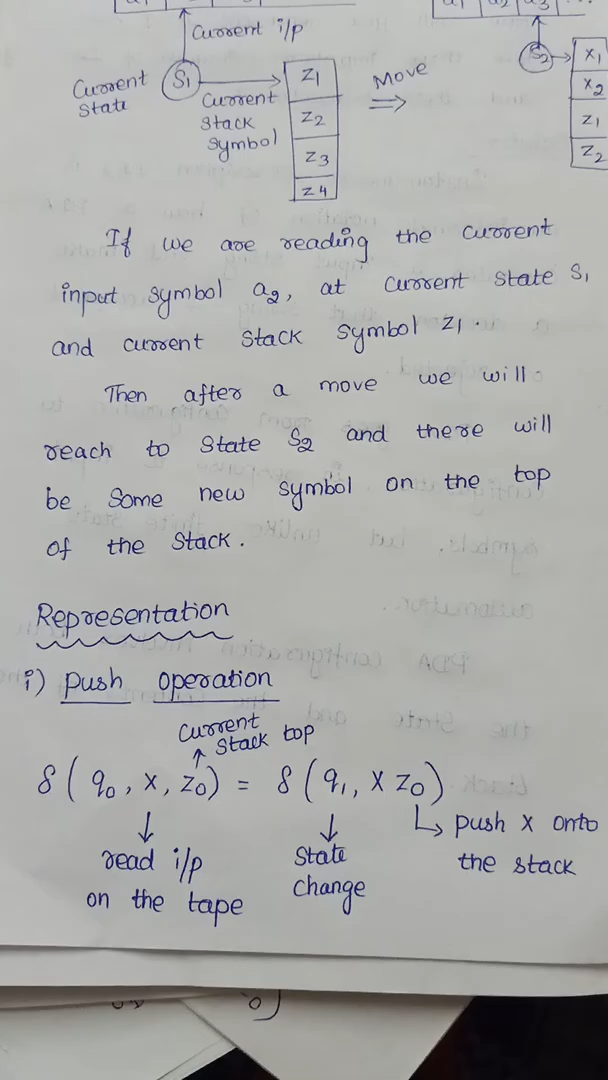 Current i/p
S1
Z1
Current
State
Current
Stack
Symbol
Z2
Z3
Z4
Move
⇒
a1 a2 a3 ...
S2
X1
X2
Z1
Z2
If we are reading the current
input symbol a2, at current state S1
and current stack symbol Z1.
Then after a move we will
reach to State S2 and there will
be some new symbol on the top
of the Stack.
Representation
i) Push operation
Current
Stack top
δ(q0, x, z0) = δ(q1, x z0)
read i/p
on the tape
State
change
push x onto
the stack